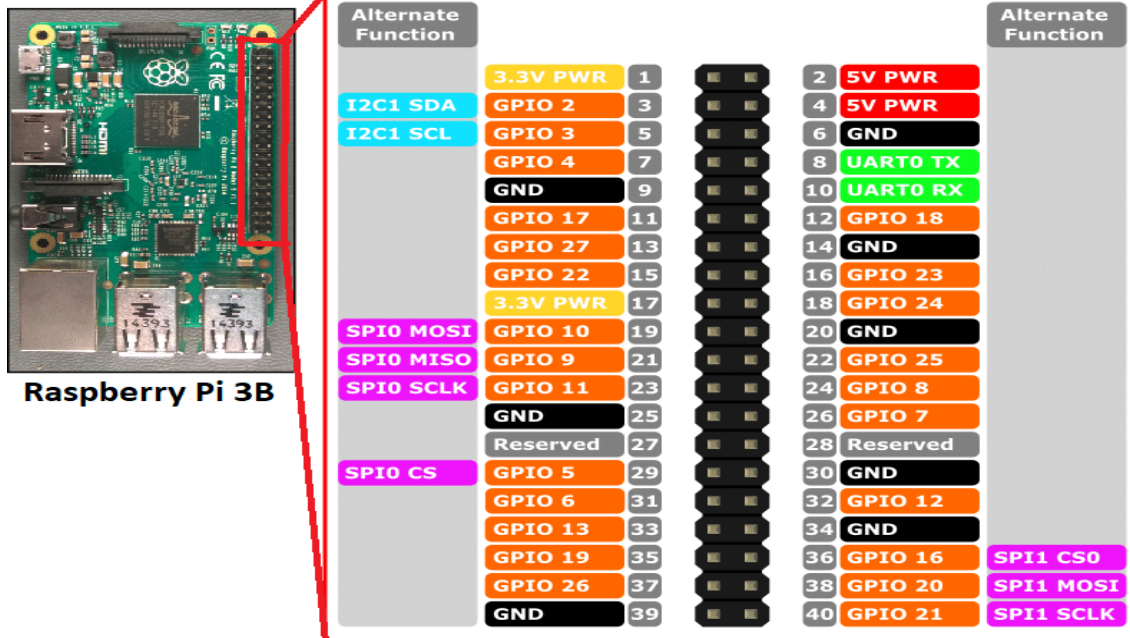 Alternate
Function
Alternate
Function
3.3V PWR 1 2 5V PWR
I2C1 SDA GPIO 2 3 4 5V PWR
I2C1 SCL GPIO 3 5 6 GND
GPIO 4 7 8 UART0 TX
GND 9 10 UART0 RX
GPIO 17 11 12 GPIO 18
GPIO 27 13 14 GND
GPIO 22 15 16 GPIO 23
3.3V PWR 17 18 GPIO 24
SPI0 MOSI GPIO 10 19 20 GND
SPI0 MISO GPIO 9 21 22 GPIO 25
SPI0 SCLK GPIO 11 23 24 GPIO 8
GND 25 26 GPIO 7
Reserved 27 28 Reserved
SPI0 CS GPIO 5 29 30 GND
GPIO 6 31 32 GPIO 12
GPIO 13 33 34 GND
GPIO 19 35 36 GPIO 16 SPI1 CS0
GPIO 26 37 38 GPIO 20 SPI1 MOSI
GND 39 40 GPIO 21 SPI1 SCLK
HDMI
14393
14393
Raspberry Pi 3B